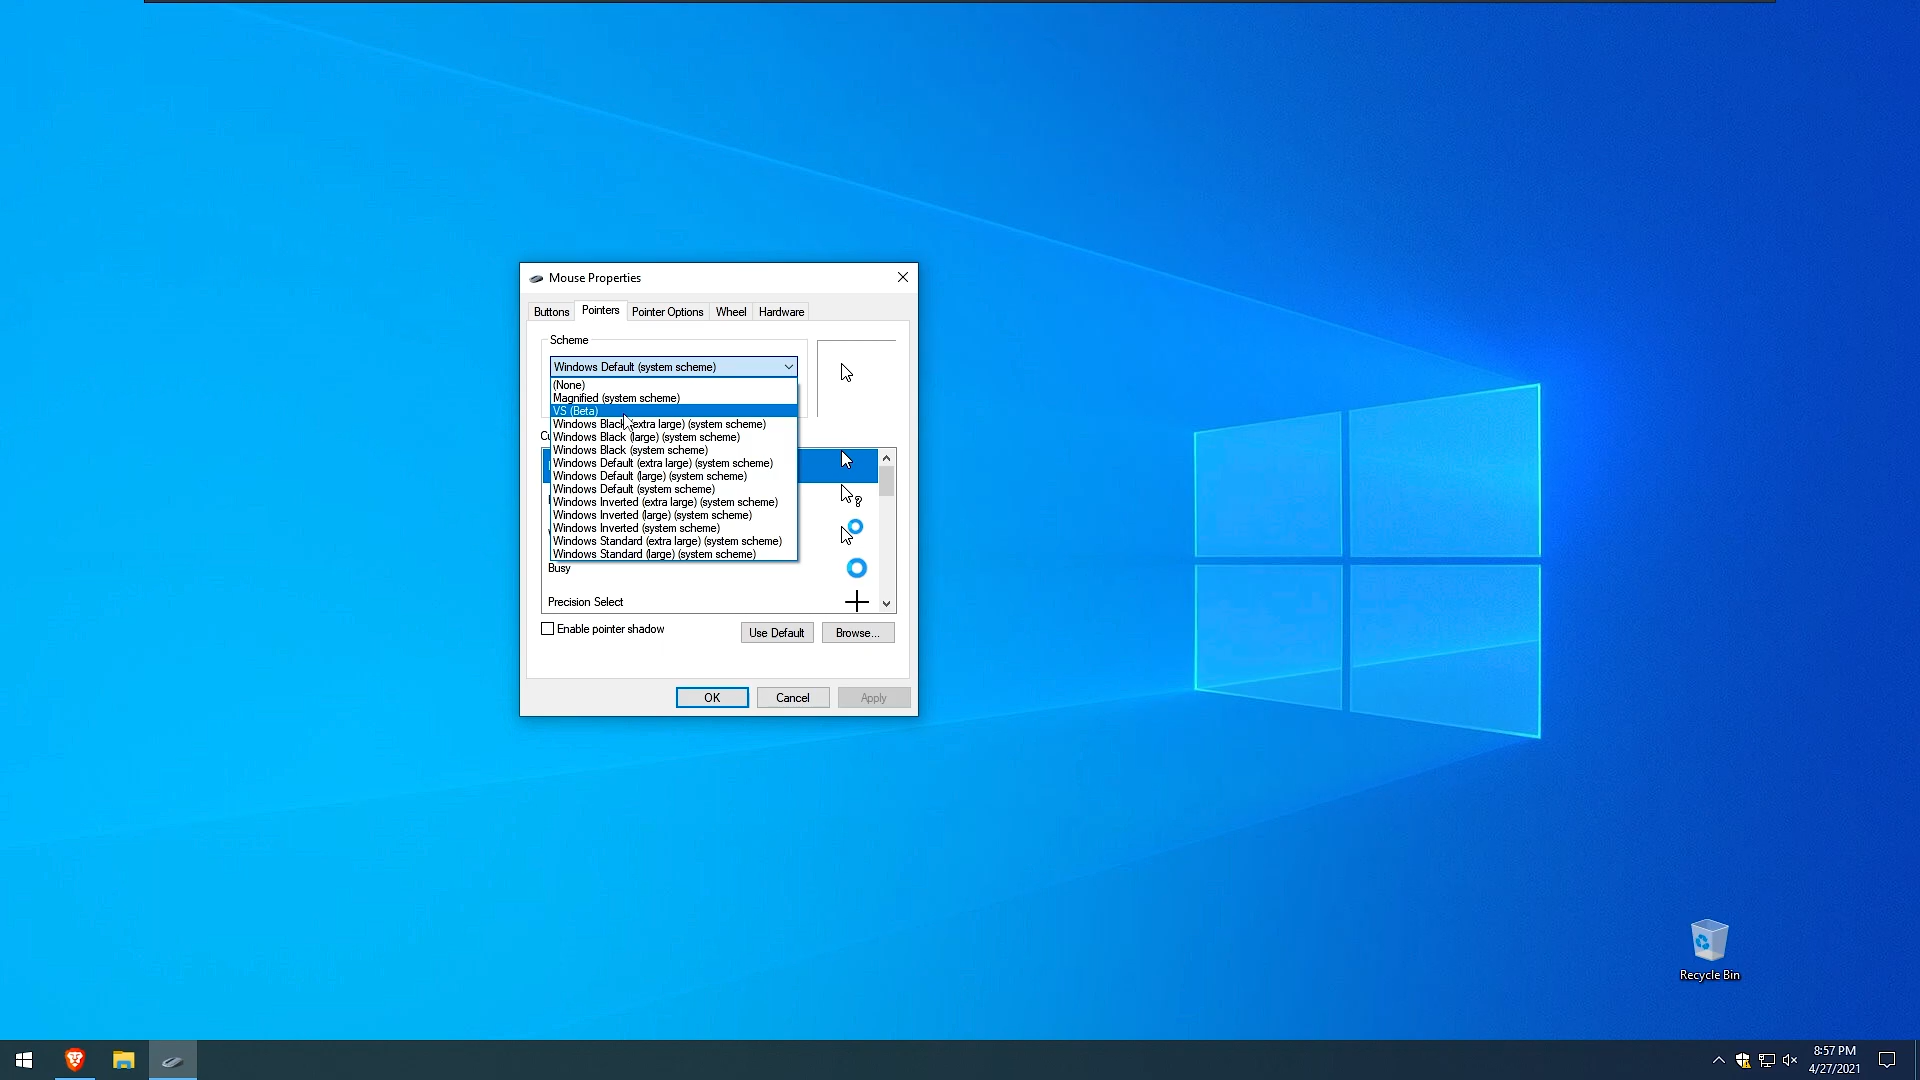 Mouse Properties
Buttons Pointers Pointer Options Wheel Hardware
Scheme
Windows Default (system scheme)
(None)
Magnified (system scheme)
VS (Beta)
Windows Black (extra large) (system scheme)
Windows Black (large) (system scheme)
Windows Black (system scheme)
Windows Default (extra large) (system scheme)
Windows Default (large) (system scheme)
Windows Default (system scheme)
Windows Inverted (extra large) (system scheme)
Windows Inverted (large) (system scheme)
Windows Inverted (system scheme)
Windows Standard (extra large) (system scheme)
Windows Standard (large) (system scheme)
Busy
Precision Select
Enable pointer shadow
Use Default Browse...
OK Cancel Apply
Recycle Bin
8:57 PM
4/27/2021